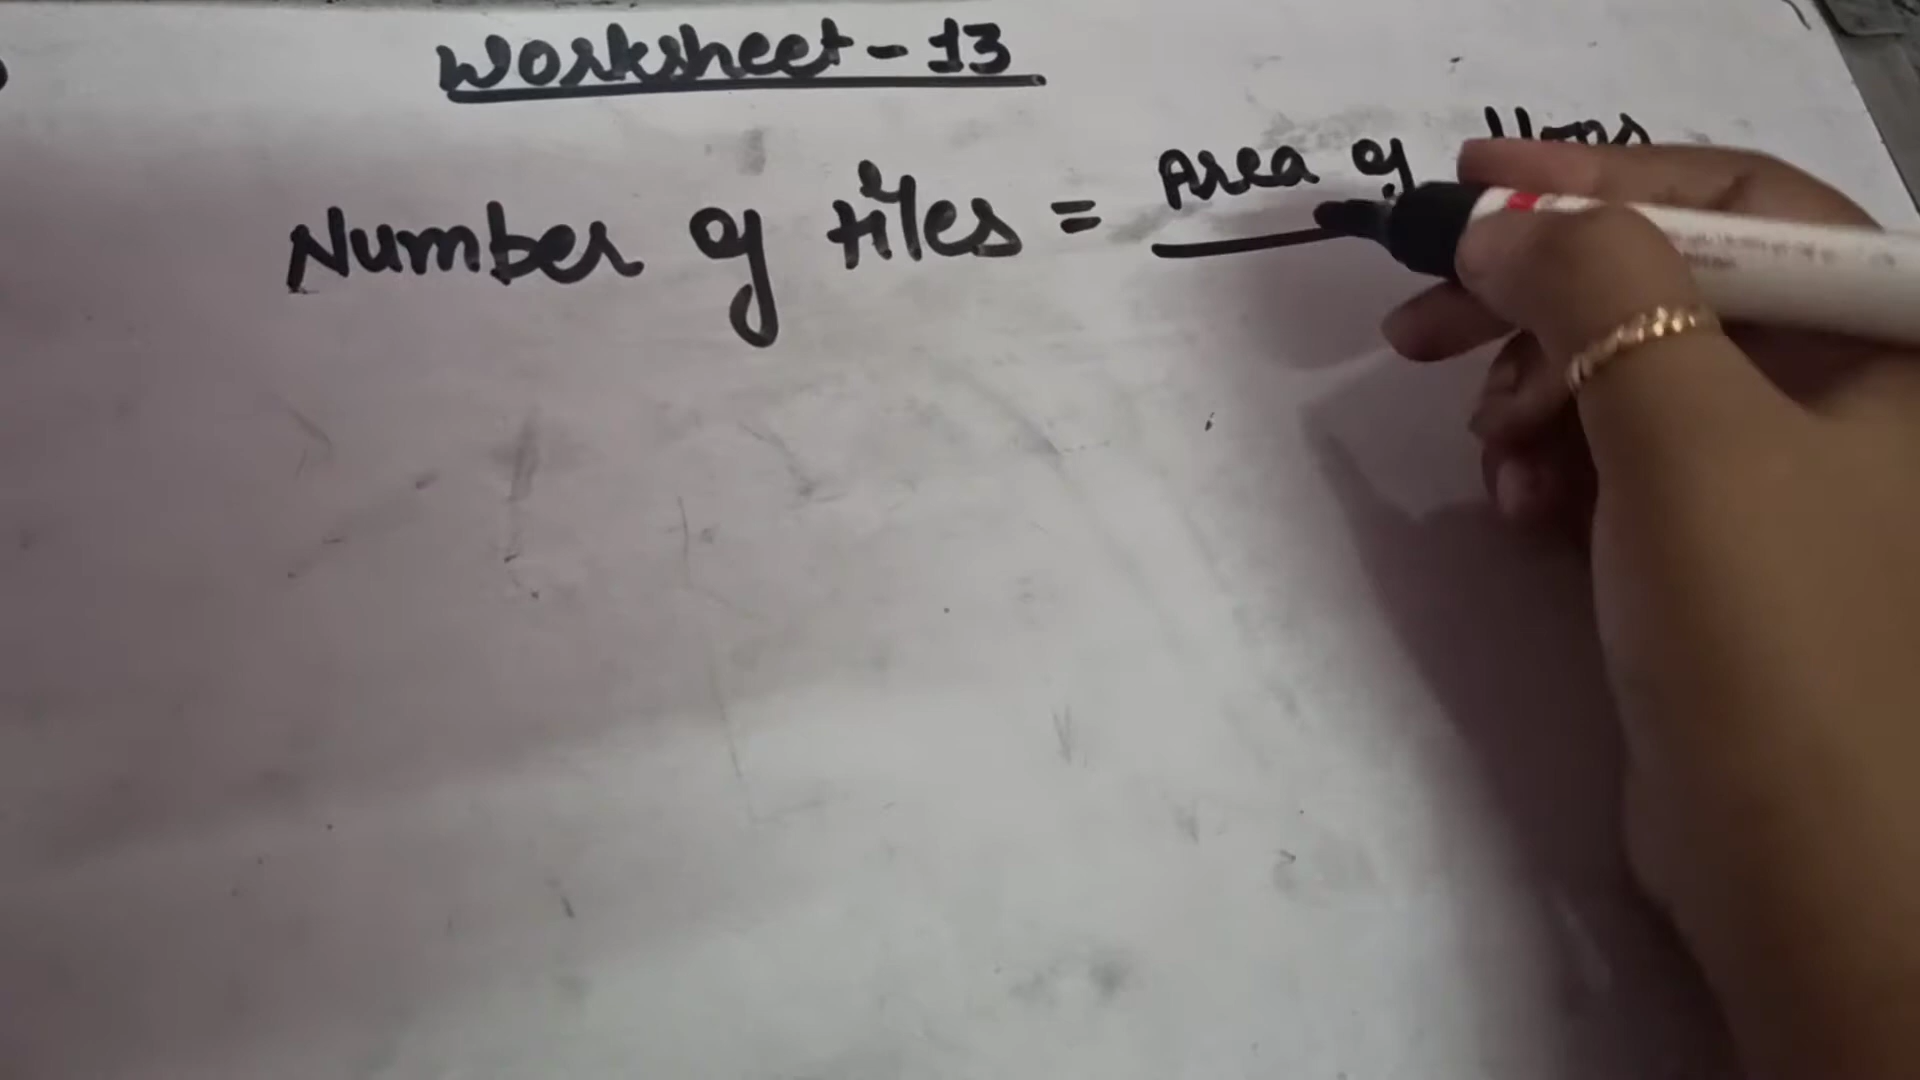 Worksheet - 13
Number of tiles = Area of